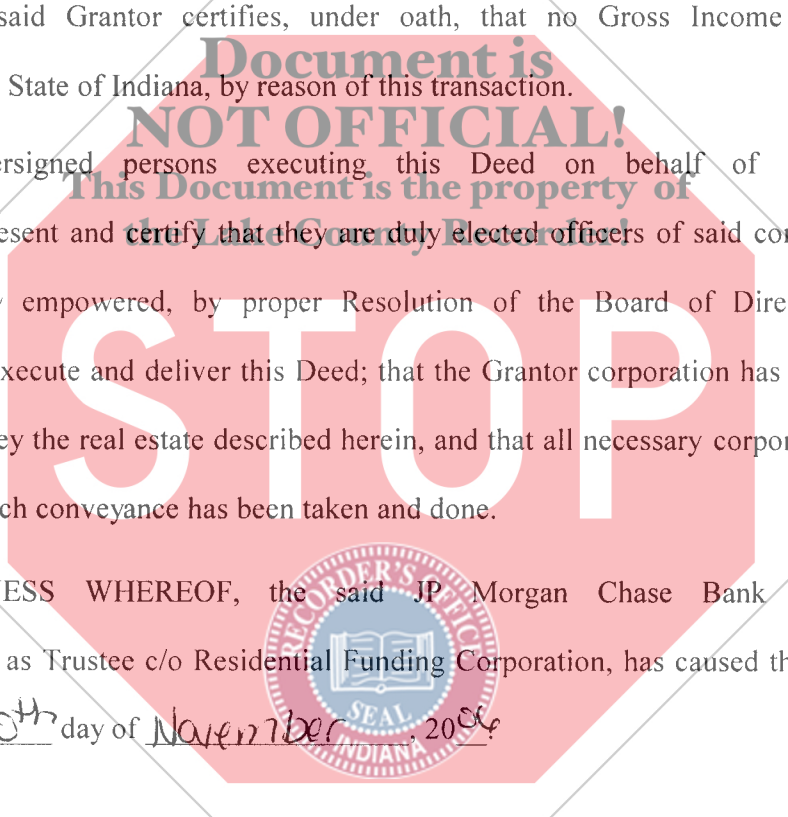 said Grantor certifies, under oath, that no Gross Income
Document is
State of Indiana, by reason of this transaction.
NOT OFFICIAL!
ersigned persons executing this Deed on behalf of
This Document is the property of
esent and certify that they are duly elected officers of said cor
the Lake County Recorder!
empowered, by proper Resolution of the Board of Dire
STOP
xecute and deliver this Deed; that the Grantor corporation has
ey the real estate described herein, and that all necessary corpor
ch conveyance has been taken and done.
RECORDER'S OFFICE
ESS WHEREOF, the said JP Morgan Chase Bank
as Trustee c/o Residential Funding Corporation, has caused th
0th day of November, 2006.
SEAL
INDIANA